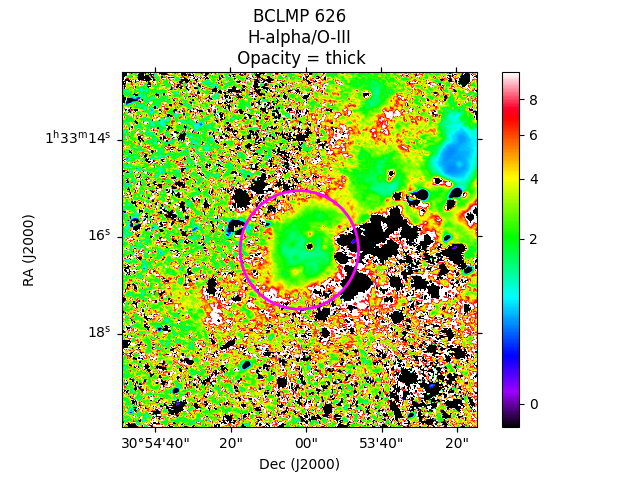 BCLMP 626
H-alpha/O-III
Opacity = thick
1ʰ33ᵐ14ˢ
16ˢ
18ˢ
RA (J2000)
30°54'40" 20" 00" 53'40" 20"
Dec (J2000)
8
6
4
2
0